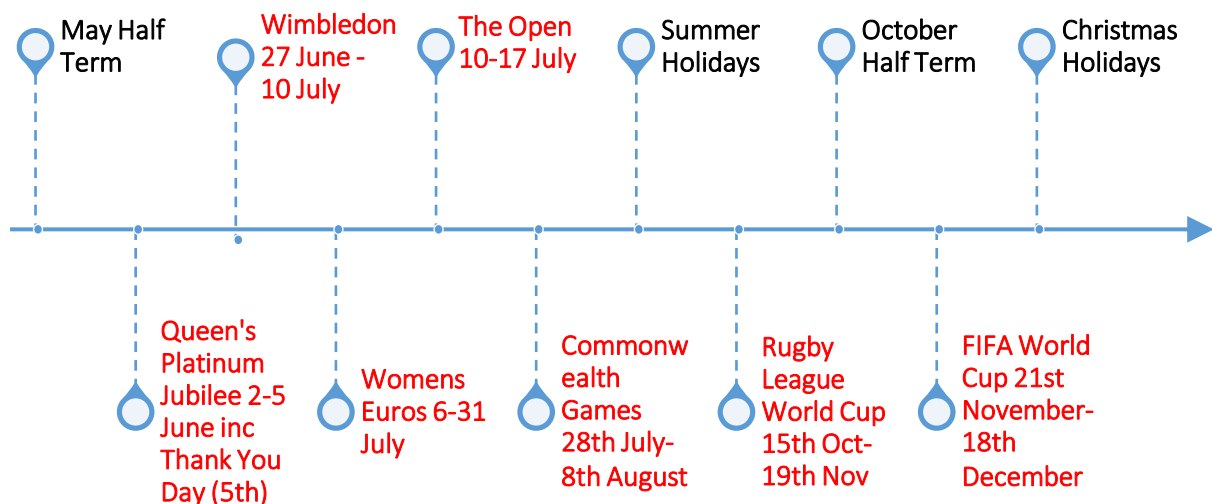 May Half
Term
Wimbledon
27 June -
10 July
The Open
10-17 July
Summer
Holidays
October
Half Term
Christmas
Holidays
Queen's
Platinum
Jubilee 2-5
June inc
Thank You
Day (5th)
Womens
Euros 6-31
July
Commonw
ealth
Games
28th July-
8th August
Rugby
League
World Cup
15th Oct-
19th Nov
FIFA World
Cup 21st
November-
18th
December